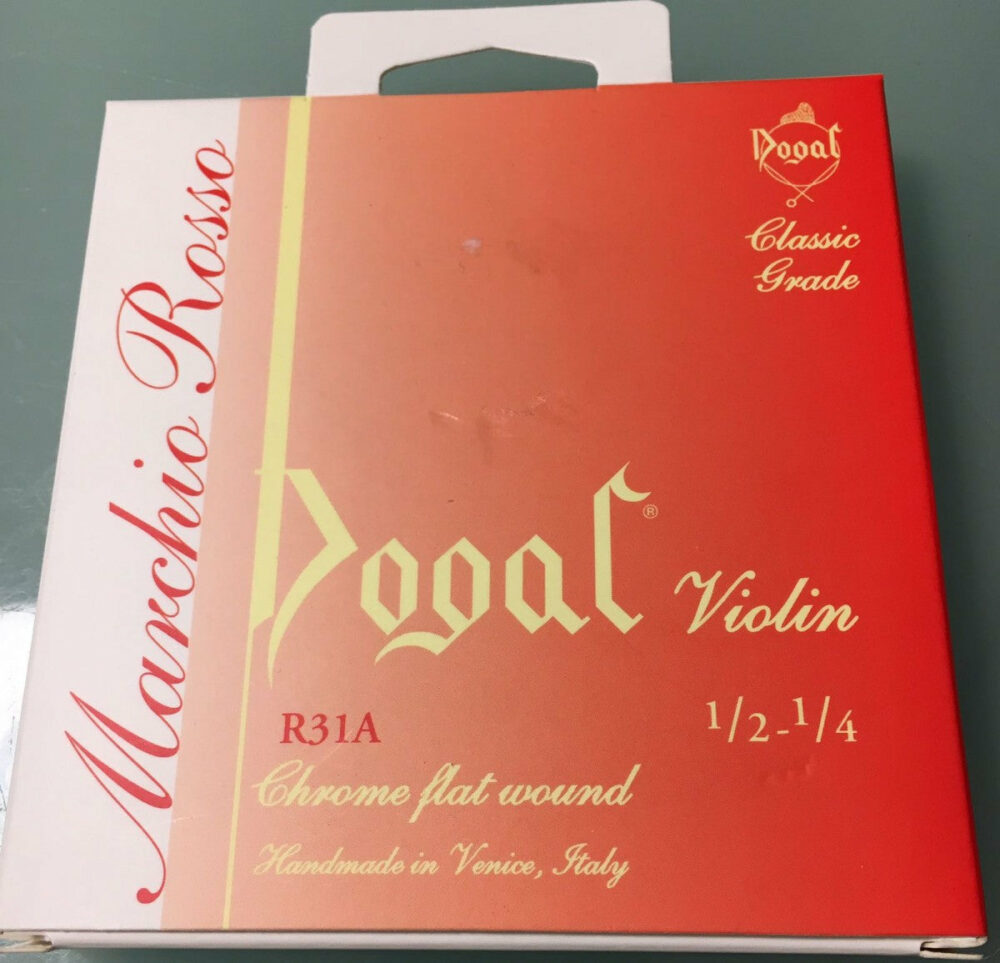 Marchio Rosso
Dogal
Classic
Grade
Dogal® Violin
R31A 1/2-1/4
Chrome flat wound
Handmade in Venice, Italy